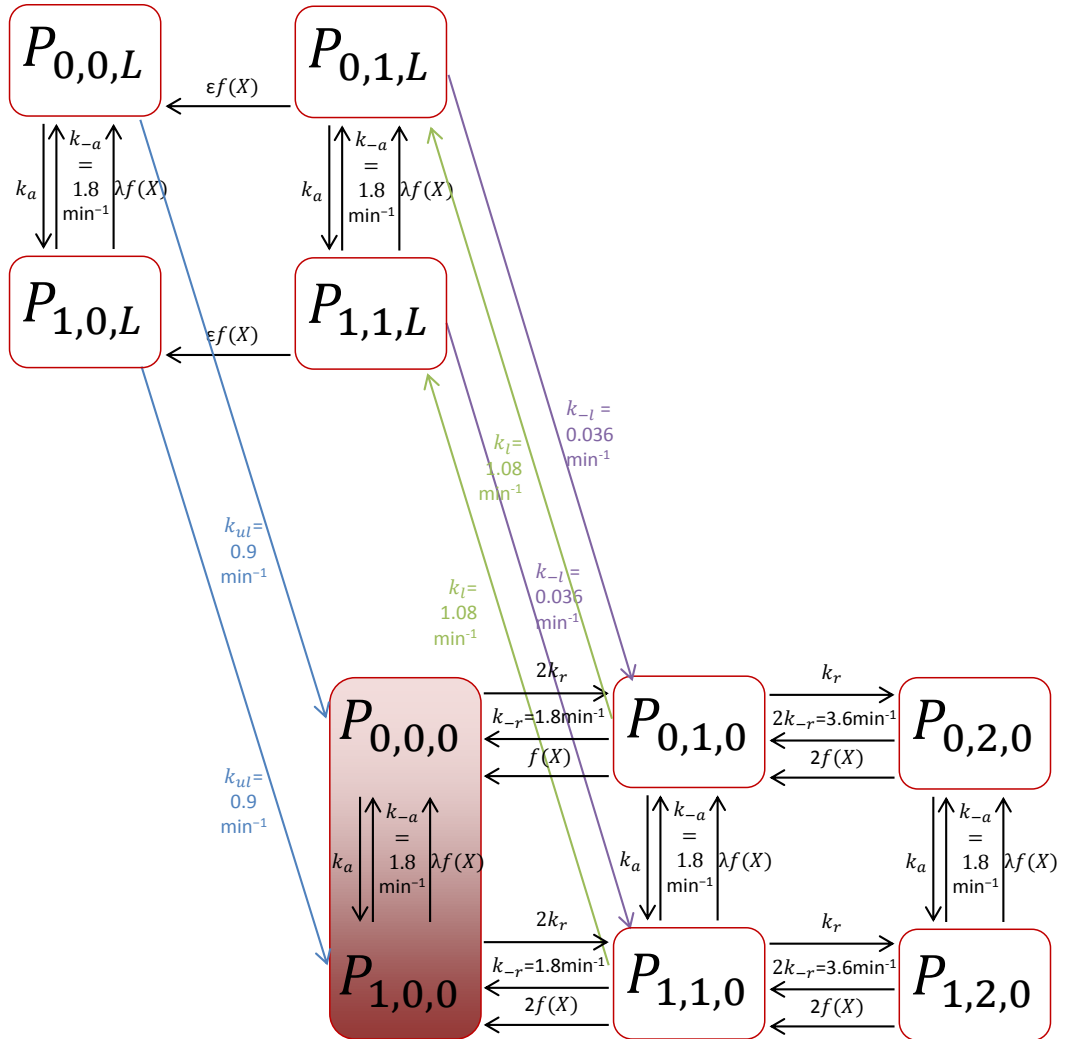 P0,0,L
P0,1,L
εf(X)
k−a
=
1.8
min⁻¹
ka
λf(X)
k−a
=
1.8
min⁻¹
ka
λf(X)
P1,0,L
P1,1,L
εf(X)
k−l =
0.036
min-1
kl=
1.08
min-1
kul=
0.9
min⁻¹
k−l =
0.036
min-1
kl=
1.08
min-1
kul=
0.9
min⁻¹
P0,0,0
2kr
k−r=1.8min⁻¹
f(X)
P0,1,0
kr
2k−r=3.6min⁻¹
2f(X)
P0,2,0
k−a
=
1.8
min⁻¹
ka
λf(X)
k−a
=
1.8
min⁻¹
ka
λf(X)
k−a
=
1.8
min⁻¹
ka
λf(X)
P1,0,0
2kr
k−r=1.8min⁻¹
2f(X)
P1,1,0
kr
2k−r=3.6min⁻¹
2f(X)
P1,2,0